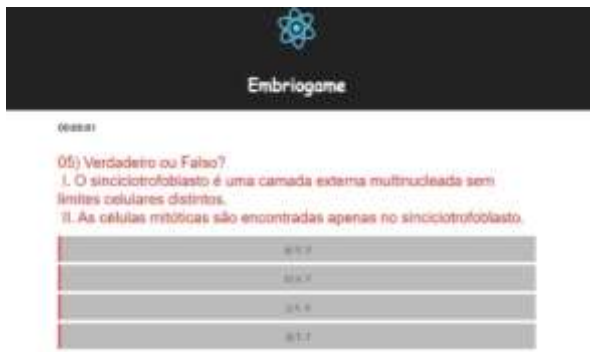 Embriogame
05) Verdadeiro ou Falso?
I. O sinciciotrofoblasto é uma camada externa multinucleada sem
limites celulares distintos.
II. As células mitóticas são encontradas apenas no sinciciotrofoblasto.